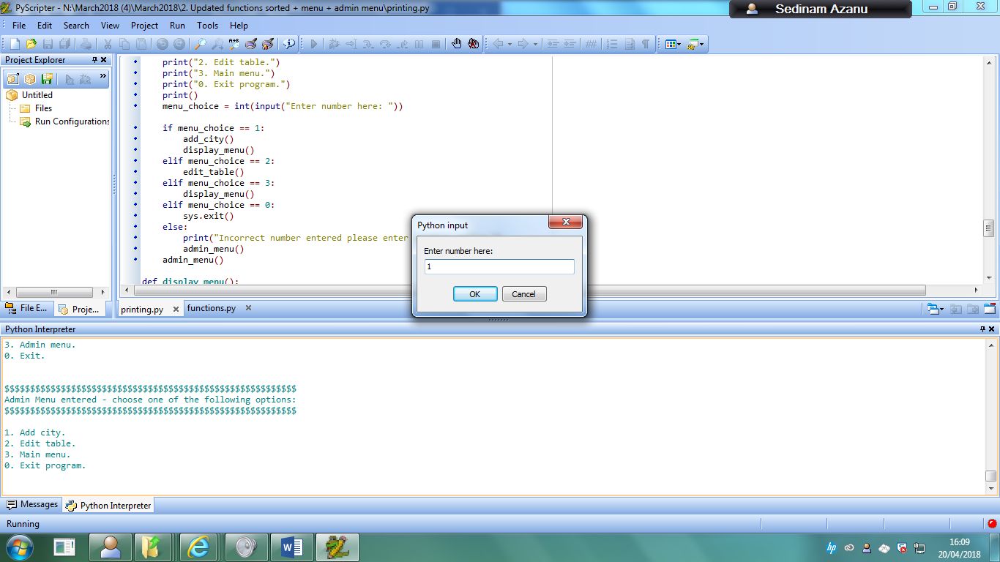 PyScripter - N:\March2018 (4)\March2018\2. Updated functions sorted + menu + admin menu\printing.py
Sedinam Azanu
File Edit Search View Project Run Tools Help
Project Explorer
Untitled
Files
Run Configurations
File E...
Proje...
print("2. Edit table.")
print("3. Main menu.")
print("0. Exit program.")
print()
menu_choice = int(input("Enter number here: "))
if menu_choice == 1:
add_city()
display_menu()
elif menu_choice == 2:
edit_table()
elif menu_choice == 3:
display_menu()
elif menu_choice == 0:
sys.exit()
else:
print("Incorrect number entered please enter
admin_menu()
admin_menu()
def display_menu():
printing.py
functions.py
Python input
Enter number here:
1
OK
Cancel
Python Interpreter
3. Admin menu.
0. Exit.
$$$$$$$$$$$$$$$$$$$$$$$$$$$$$$$$$$$$$$$$$$$$$$$$$$$$$$$$$
Admin Menu entered - choose one of the following options:
$$$$$$$$$$$$$$$$$$$$$$$$$$$$$$$$$$$$$$$$$$$$$$$$$$$$$$$$$
1. Add city.
2. Edit table.
3. Main menu.
0. Exit program.
Messages
Python Interpreter
Running
hp
16:09
20/04/2018